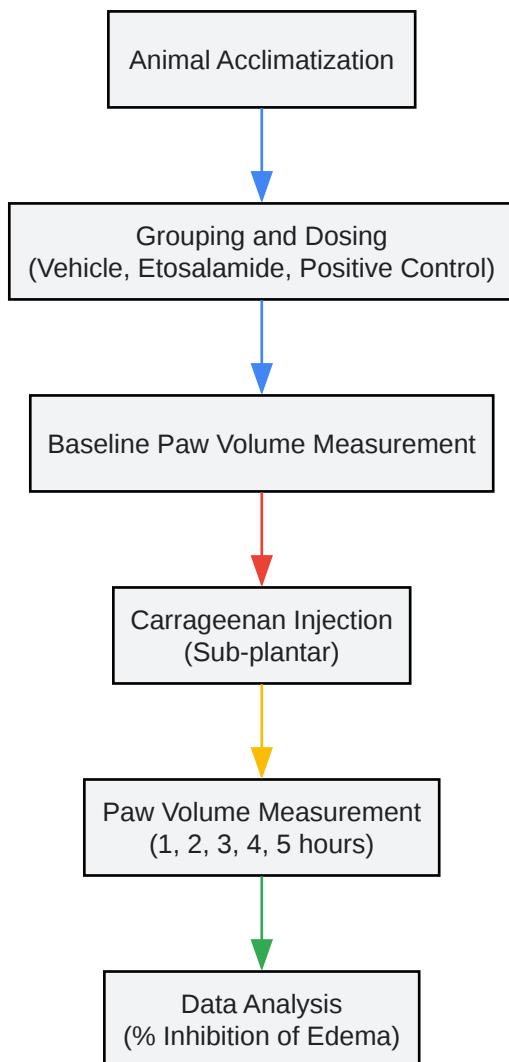 Animal Acclimatization
Grouping and Dosing
(Vehicle, Etosalamide, Positive Control)
Baseline Paw Volume Measurement
Carrageenan Injection
(Sub-plantar)
Paw Volume Measurement
(1, 2, 3, 4, 5 hours)
Data Analysis
(% Inhibition of Edema)